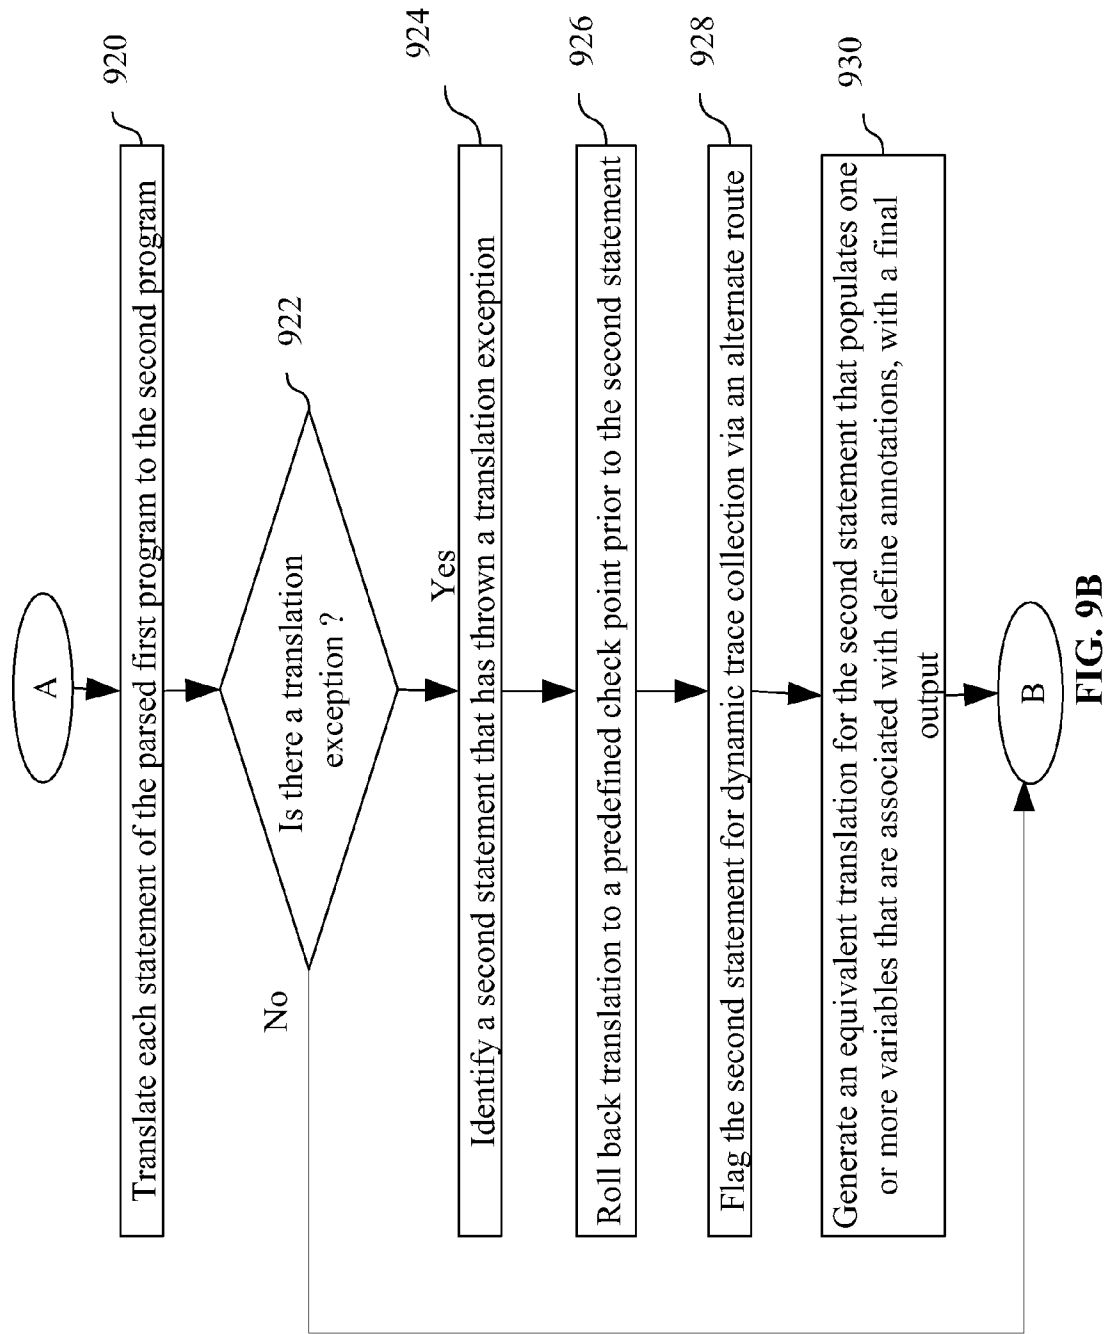 A
920
Translate each statement of the parsed first program to the second program
922
Is there a translation
exception ?
No
Yes
924
Identify a second statement that has thrown a translation exception
926
Roll back translation to a predefined check point prior to the second statement
928
Flag the second statement for dynamic trace collection via an alternate route
930
Generate an equivalent translation for the second statement that populates one
or more variables that are associated with define annotations, with a final
output
B
FIG. 9B